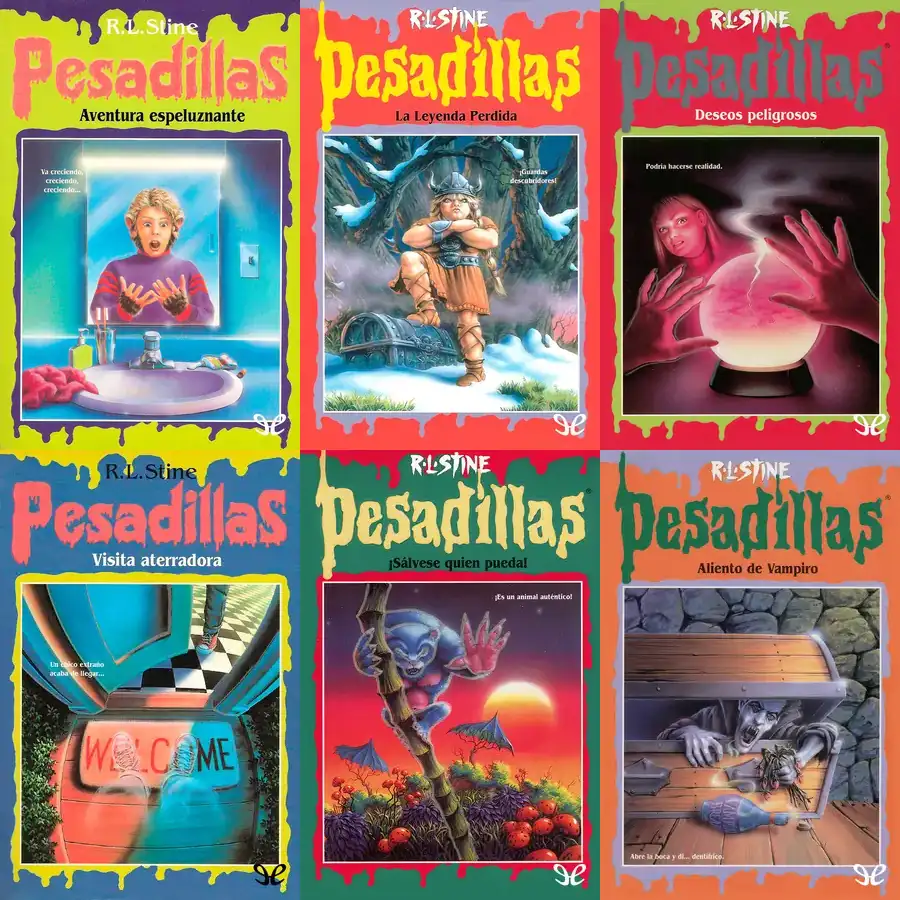 R.L.Stine
Pesadillas
Aventura espeluznante
Ya creciendo,
creciendo,
creciendo...
R.L.STINE
Pesadillas
La Leyenda Perdida
¡Guardas
descubridores!
R.L.STINE
Pesadillas®
Deseos peligrosos
Podría hacerse realidad.
R.L.Stine
Pesadillas
Visita aterradora
Un chico extraño
acaba de llegar...
WELCOME
R.L.STINE
Pesadillas®
¡Sálvese quien pueda!
¡Es un animal auténtico!
R.L.STINE
Pesadillas®
Aliento de Vampiro
Abre la boca y di... dentífrico.